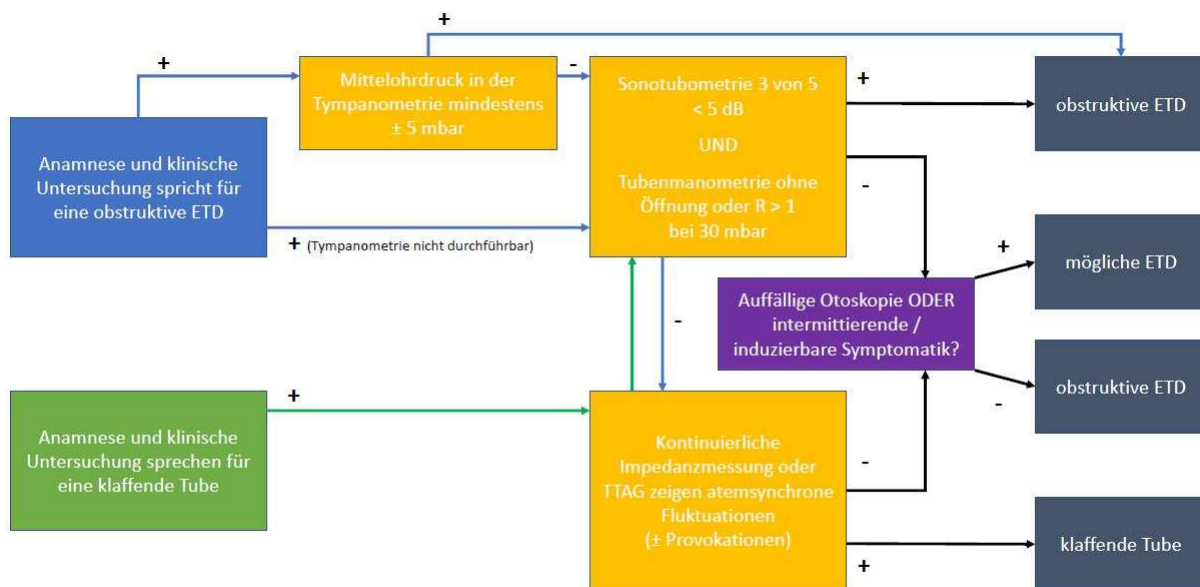 +
+
Mittelohrdruck in der
Tympanometrie mindestens
± 5 mbar
-
Sonotubometrie 3 von 5
< 5 dB
UND
Tubenmanometrie ohne
Öffnung oder R > 1
bei 30 mbar
+
obstruktive ETD
Anamnese und klinische
Untersuchung spricht für
eine obstruktive ETD
+ (Tympanometrie nicht durchführbar)
-
-
Auffällige Otoskopie ODER
intermittierende /
induzierbare Symptomatik?
+
mögliche ETD
-
obstruktive ETD
Anamnese und klinische
Untersuchung sprechen für
eine klaffende Tube
+
Kontinuierliche
Impedanzmessung oder
TTAG zeigen atemsynchrone
Fluktuationen
(± Provokationen)
-
+
klaffende Tube